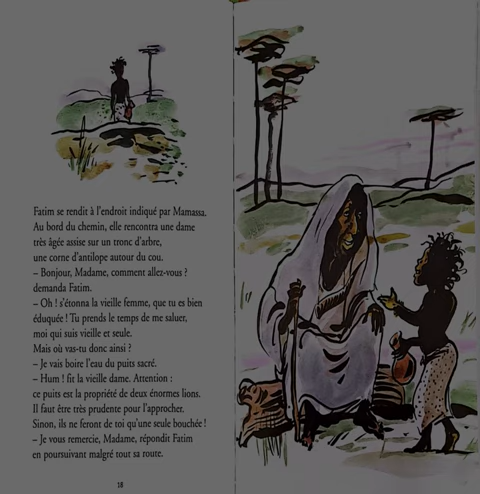 Fatim se rendit à l'endroit indiqué par Mamassa.
Au bord du chemin, elle rencontra une dame
très âgée assise sur un tronc d'arbre,
une corne d'antilope autour du cou.
– Bonjour, Madame, comment allez-vous ?
demanda Fatim.
– Oh ! s'étonna la vieille femme, que tu es bien
éduquée ! Tu prends le temps de me saluer,
moi qui suis vieille et seule.
Mais où vas-tu donc ainsi ?
– Je vais boire l'eau du puits sacré.
– Hum ! fit la vieille dame. Attention :
ce puits est la propriété de deux énormes lions.
Il faut être très prudente pour l'approcher.
Sinon, ils ne feront de toi qu'une seule bouchée !
– Je vous remercie, Madame, répondit Fatim
en poursuivant malgré tout sa route.
18